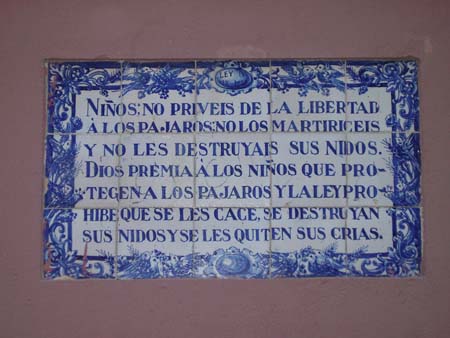 LEY
NIÑOS: NO PRIVEIS DE LA LIBERTAD
À LOS PAJAROS: NO LOS MARTIRICEIS
Y NO LES DESTRUYAIS SUS NIDOS.
DIOS PRÉMIA À LOS NIÑOS QUE PRO-
TEGEN A LOS PAJAROS Y LA LEY PRO-
HIBE QUE SE LES CACE, SE DESTRUYAN
SUS NIDOS Y SE LES QUITEN SUS CRIAS.